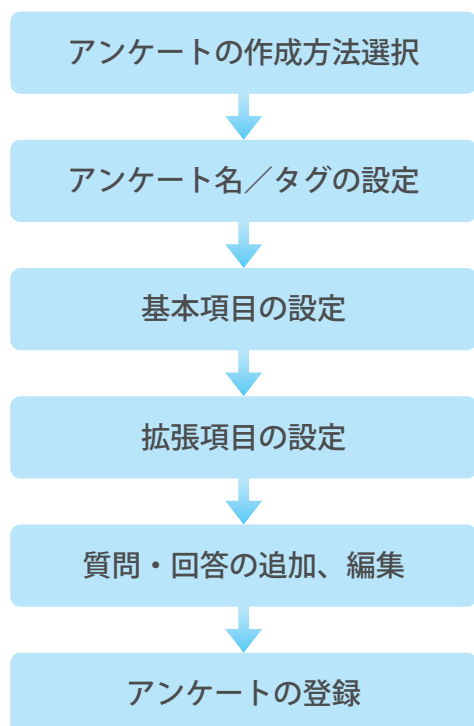 アンケートの作成方法選択
アンケート名／タグの設定
基本項目の設定
拡張項目の設定
質問・回答の追加、編集
アンケートの登録